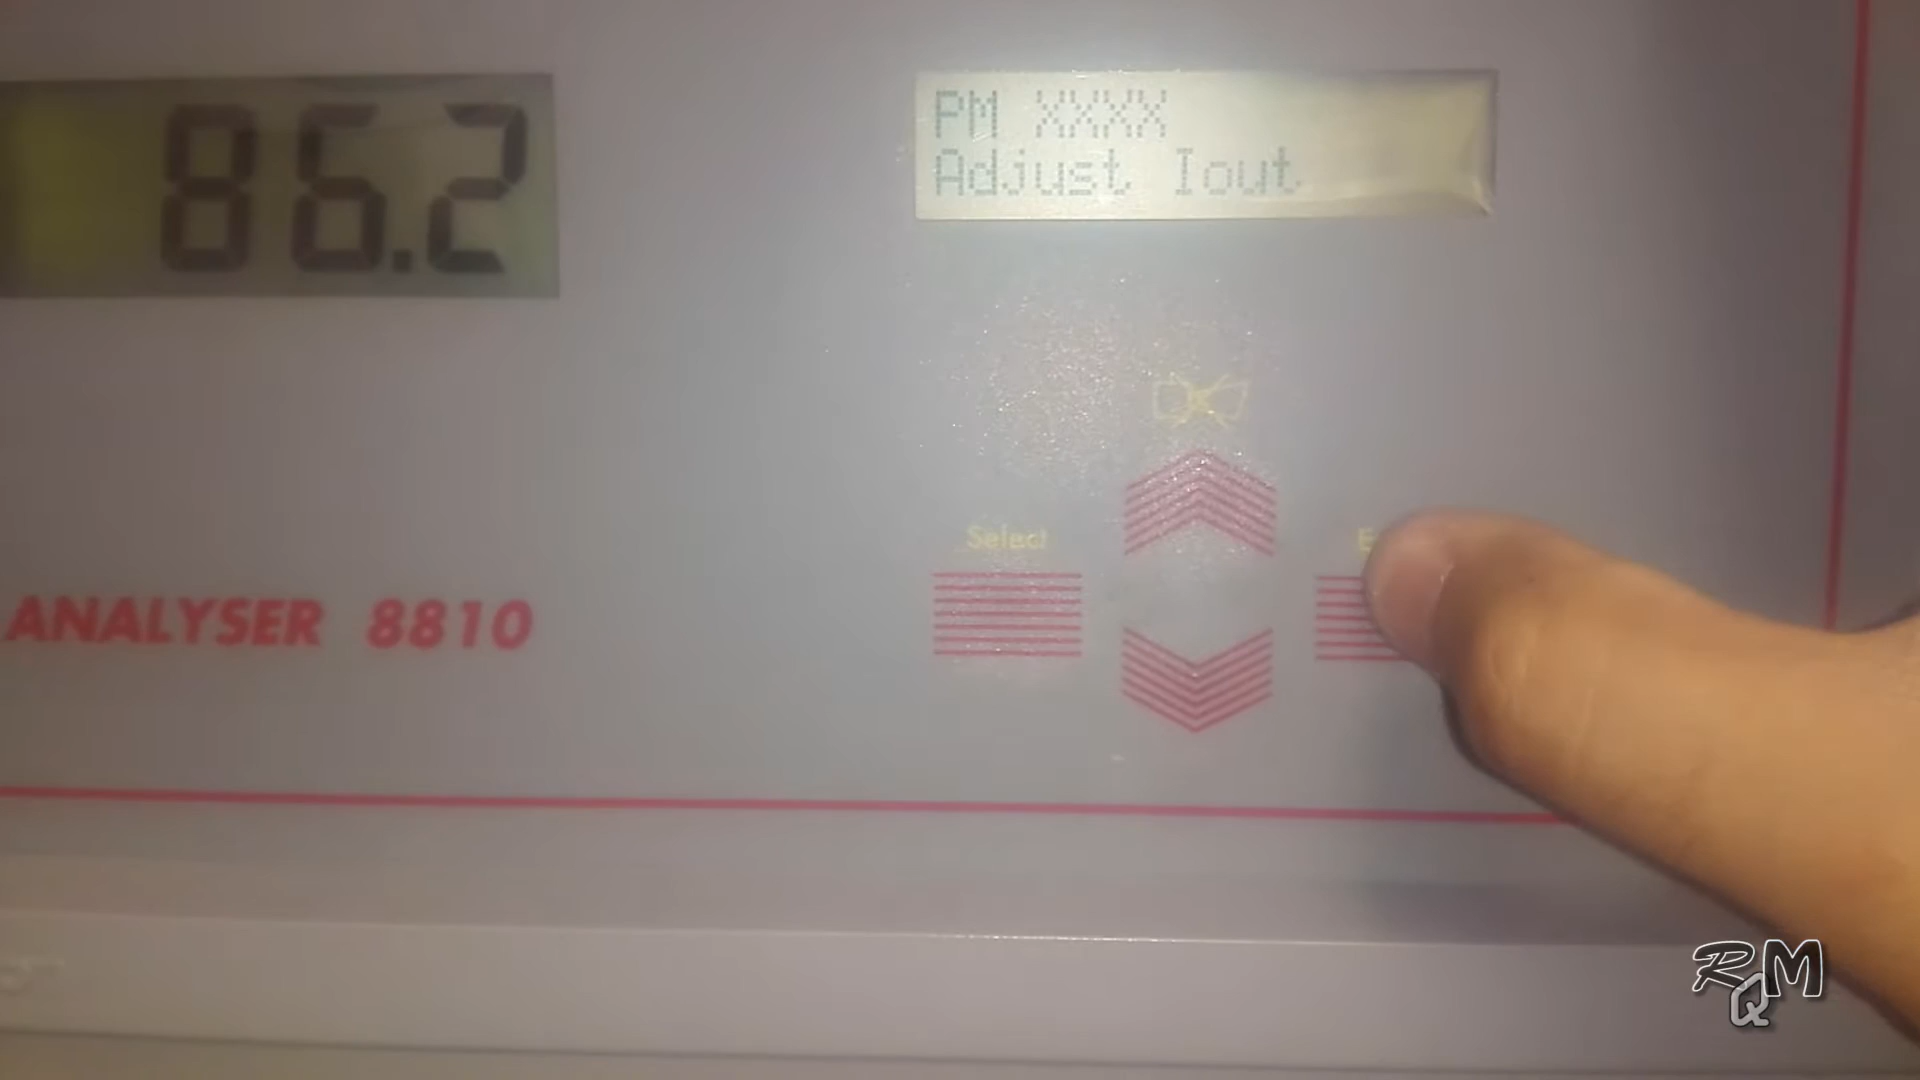 86.2
PM XXXX
Adjust Iout
Select
ANALYSER 8810
RQM